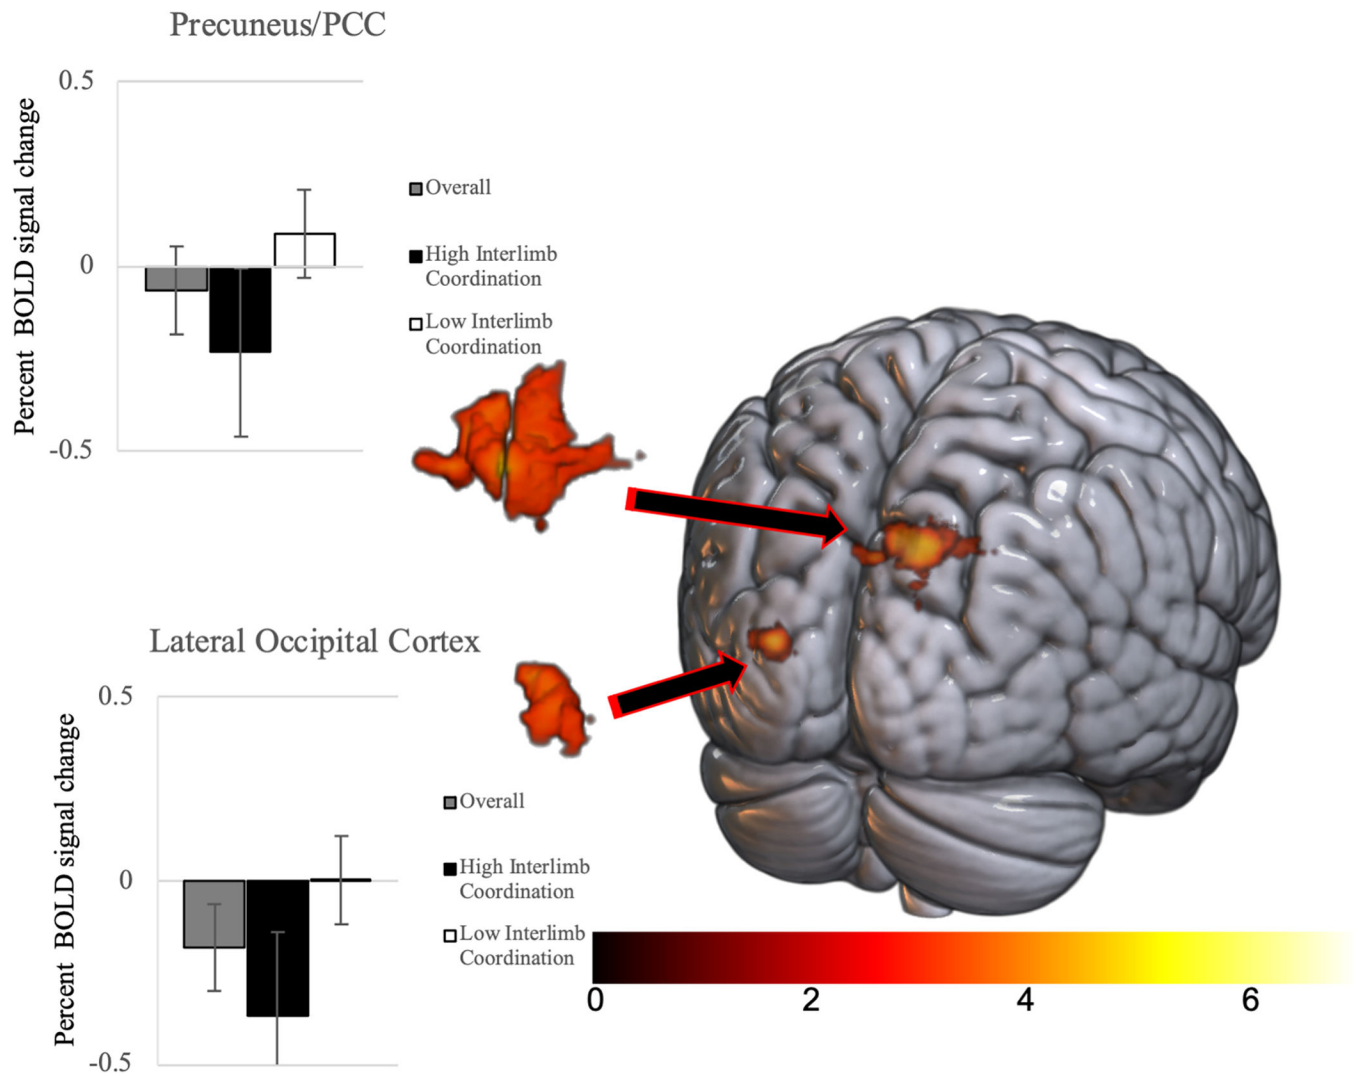 Precuneus/PCC
0.5
0
-0.5
Percent BOLD signal change
Overall
High Interlimb
Coordination
Low Interlimb
Coordination
Lateral Occipital Cortex
0.5
0
-0.5
Percent BOLD signal change
Overall
High Interlimb
Coordination
Low Interlimb
Coordination
0 2 4 6